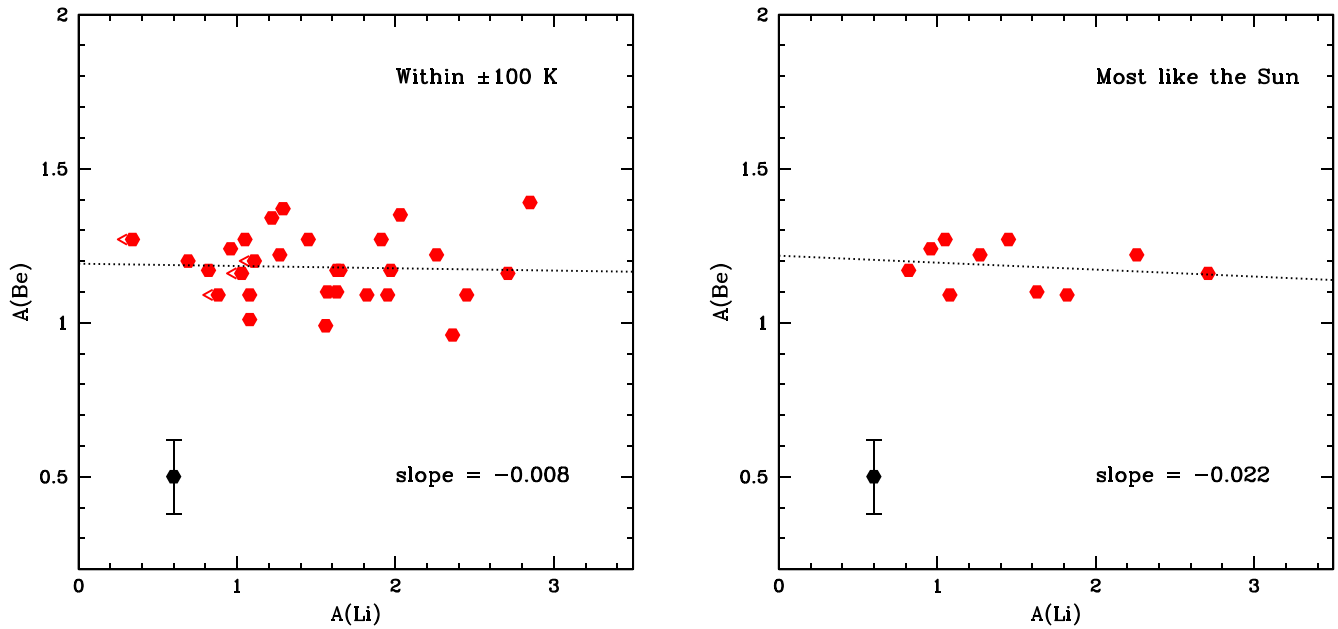 2
1.5
1
0.5
A(Be)
Within ±100 K
slope = −0.008
0
1
2
3
A(Li)
2
1.5
1
0.5
A(Be)
Most like the Sun
slope = −0.022
0
1
2
3
A(Li)